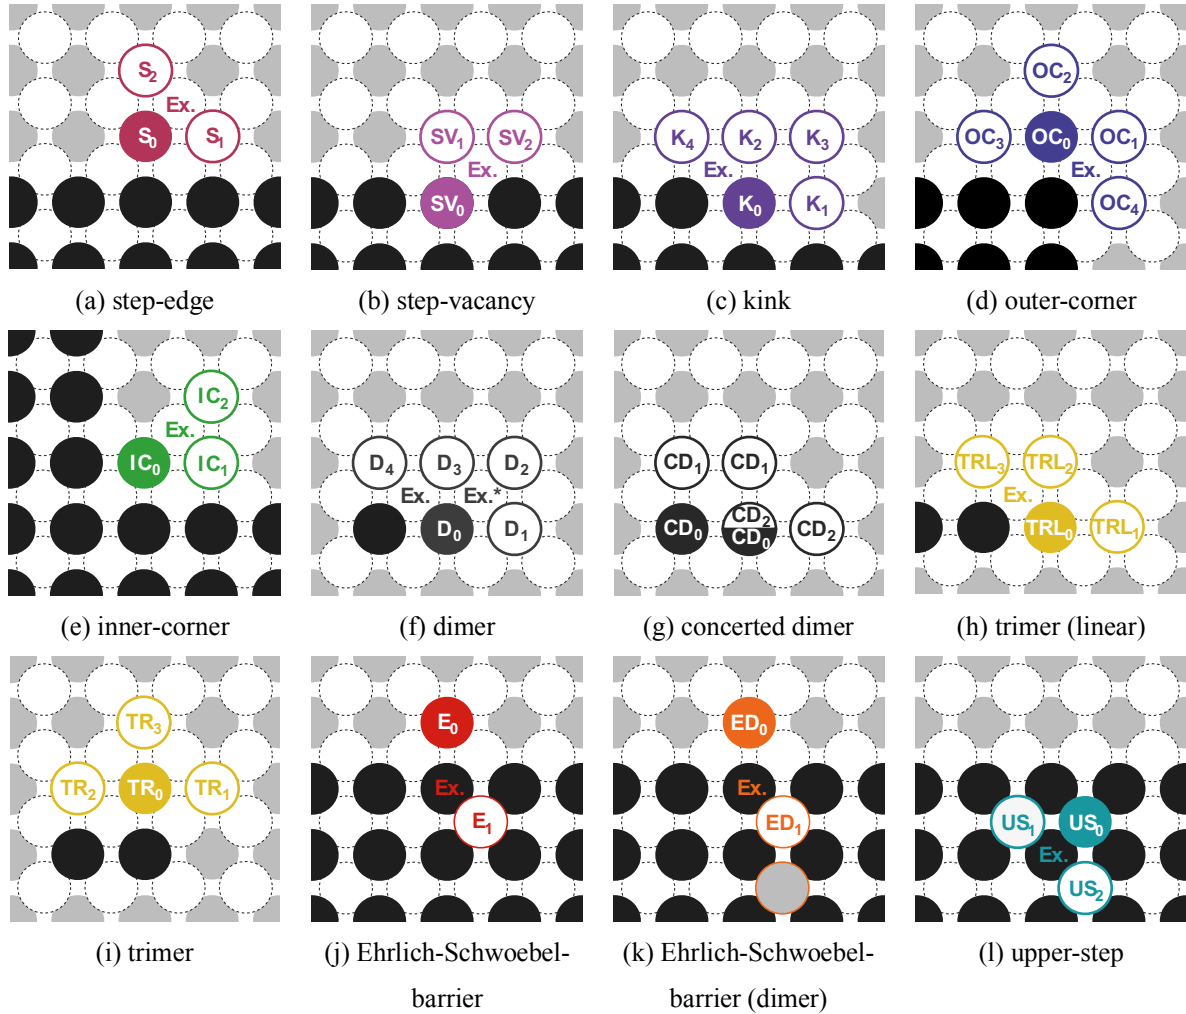 S₂
Ex.
S₀ S₁
(a) step-edge
SV₁ SV₂
Ex.
SV₀
(b) step-vacancy
K₄ K₂ K₃
Ex.
K₀ K₁
(c) kink
OC₂
OC₃ OC₀ OC₁
Ex.
OC₄
(d) outer-corner
IC₂
Ex.
IC₀ IC₁
(e) inner-corner
D₄ D₃ D₂
Ex. Ex.*
D₀ D₁
(f) dimer
CD₁ CD₁
CD₀ CD₂ CD₀ CD₂
(g) concerted dimer
TRL₃ TRL₂
Ex.
TRL₀ TRL₁
(h) trimer (linear)
TR₃
TR₂ TR₀ TR₁
(i) trimer
E₀
Ex.
E₁
(j) Ehrlich-Schwoebel-
barrier
ED₀
Ex.
ED₁
(k) Ehrlich-Schwoebel-
barrier (dimer)
US₁ US₀
Ex.
US₂
(l) upper-step